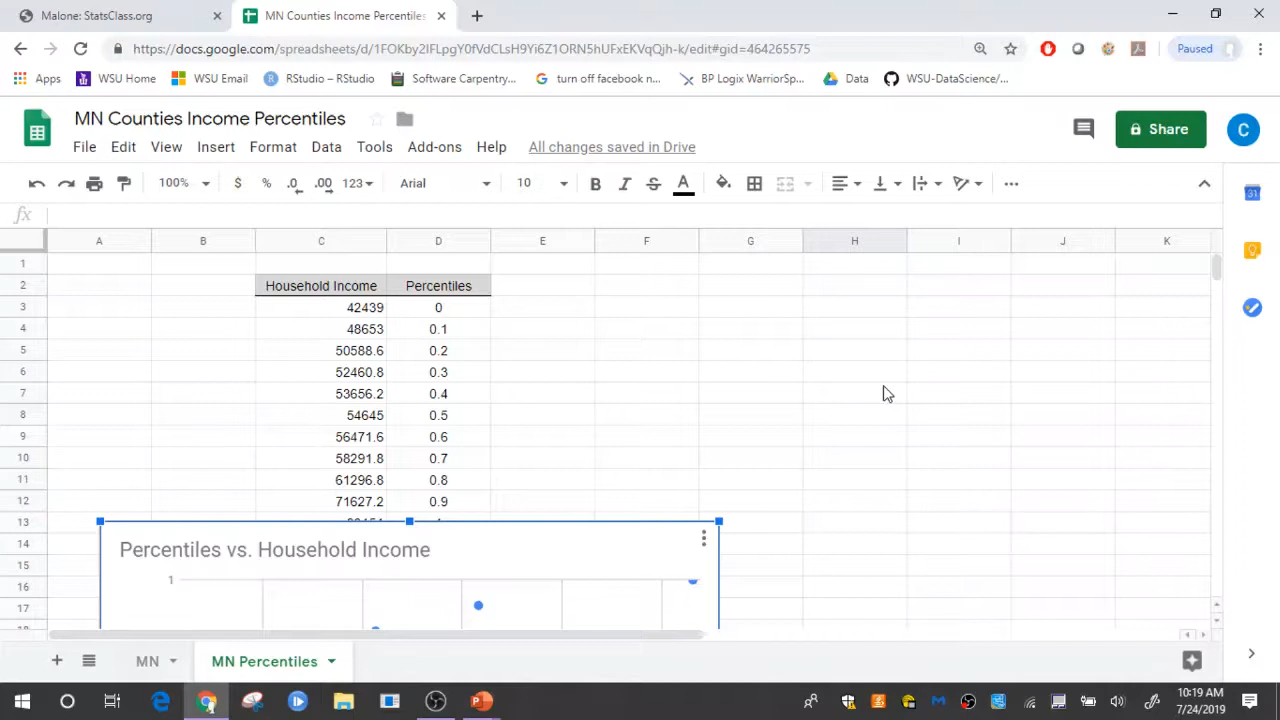 Malone: StatsClass.org
MN Counties Income Percentiles
https://docs.google.com/spreadsheets/d/1FOKby2IFLpgY0fVdCLsH9Yi6Z1ORN5hUFxEKVqQjh-k/edit#gid=464265575
Paused
Apps WSU Home WSU Email RStudio – RStudio Software Carpentry... turn off facebook n... BP Logix WarriorSp... Data WSU-DataScience/...
MN Counties Income Percentiles
Share
C
File Edit View Insert Format Data Tools Add-ons Help All changes saved in Drive
100% $ % .0 .00 123 Arial 10 B I S A
fx
31
A B C D E F G H I J K
1
2 Household Income Percentiles
3 42439 0
4 48653 0.1
5 50588.6 0.2
6 52460.8 0.3
7 53656.2 0.4
8 54645 0.5
9 56471.6 0.6
10 58291.8 0.7
11 61296.8 0.8
12 71627.2 0.9
13
14
15
16
17
Percentiles vs. Household Income
1
MN MN Percentiles
10:19 AM
7/24/2019